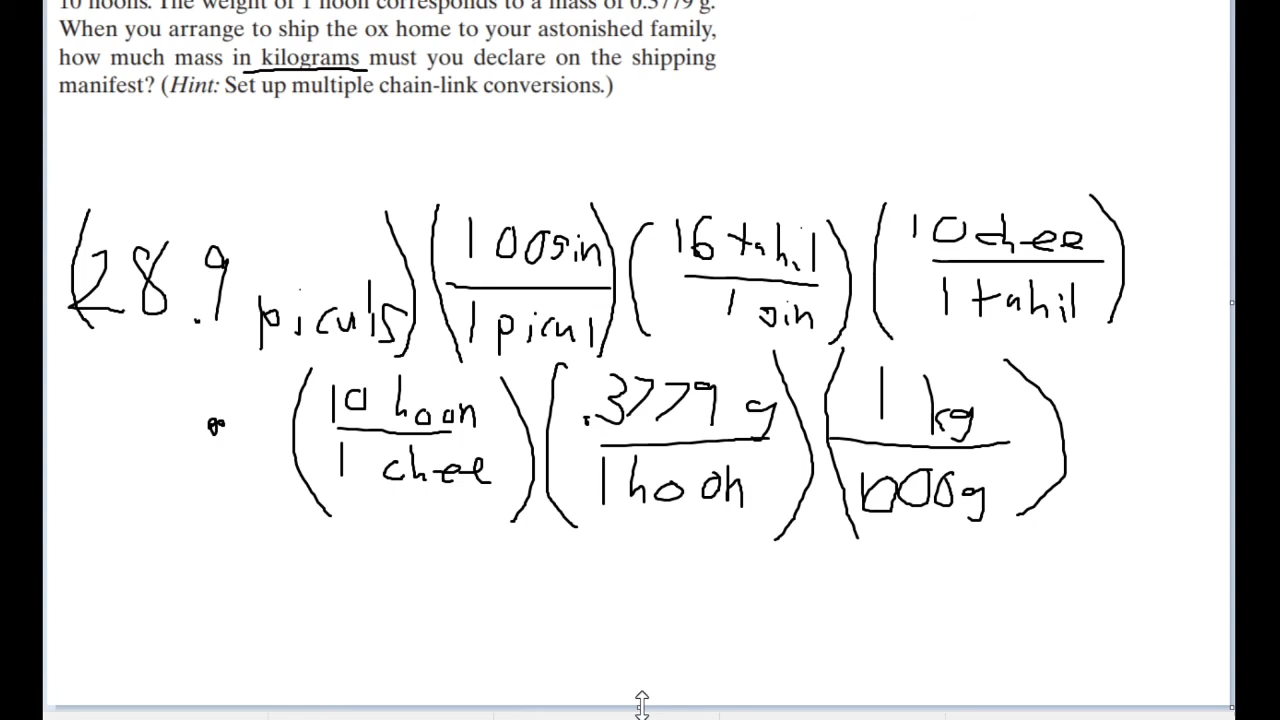 10 hoons. The weight of 1 hoon corresponds to a mass of 0.3779 g.
When you arrange to ship the ox home to your astonished family,
how much mass in kilograms must you declare on the shipping
manifest? (Hint: Set up multiple chain-link conversions.)
(28.9 piculs) (100 gin / 1 picul) (16 tahil / 1 gin) (10 chee / 1 tahil)
· (10 hoon / 1 chee) (.3779 g / 1 hoon) (1 kg / 1000g)